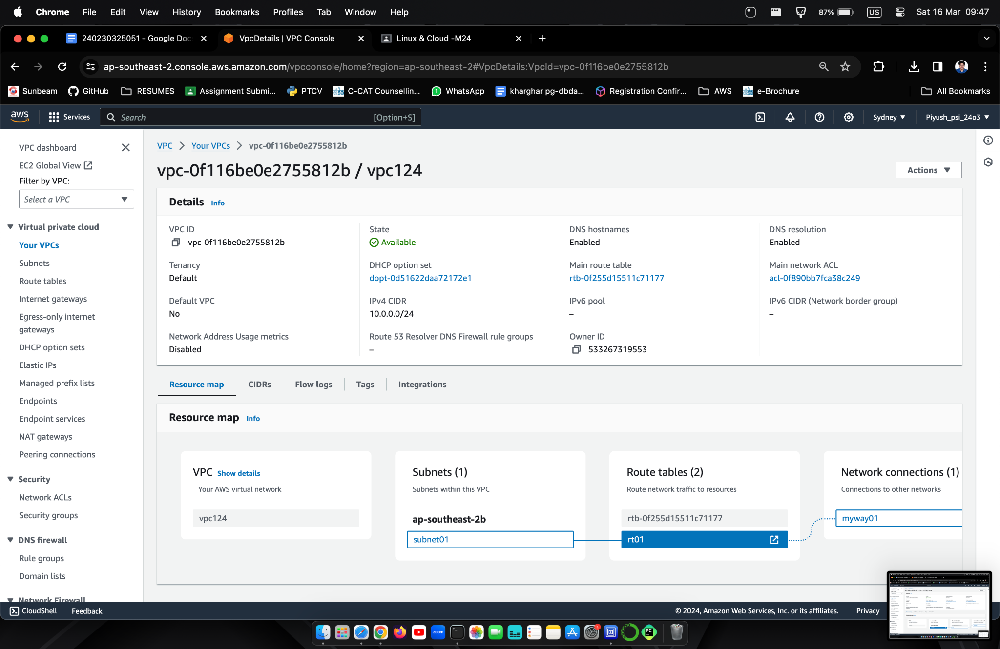 Chrome File Edit View History Bookmarks Profiles Tab Window Help 87% US Sat 16 Mar 09:47
240230325051 - Google Doc VpcDetails | VPC Console Linux & Cloud -M24
ap-southeast-2.console.aws.amazon.com/vpcconsole/home?region=ap-southeast-2#VpcDetails:VpcId=vpc-0f116be0e2755812b
Sunbeam GitHub RESUMES Assignment Submi... PTCV C-CAT Counsellin... WhatsApp kharghar pg-dbda... Registration Confir... AWS e-Brochure All Bookmarks
aws Services Search [Option+S] Sydney Piyush_psi_24o3
VPC dashboard
EC2 Global View
Filter by VPC:
Select a VPC
Virtual private cloud
Your VPCs
Subnets
Route tables
Internet gateways
Egress-only internet
gateways
DHCP option sets
Elastic IPs
Managed prefix lists
Endpoints
Endpoint services
NAT gateways
Peering connections
Security
Network ACLs
Security groups
DNS firewall
Rule groups
Domain lists
Network Firewall
VPC Your VPCs vpc-0f116be0e2755812b
vpc-0f116be0e2755812b / vpc124
Actions
Details Info
VPC ID
vpc-0f116be0e2755812b
State
Available
DNS hostnames
Enabled
DNS resolution
Enabled
Tenancy
Default
DHCP option set
dopt-0d51622daa72172e1
Main route table
rtb-0f255d15511c71177
Main network ACL
acl-0f890bb7fca38c249
Default VPC
No
IPv4 CIDR
10.0.0.0/24
IPv6 pool
–
IPv6 CIDR (Network border group)
–
Network Address Usage metrics
Disabled
Route 53 Resolver DNS Firewall rule groups
–
Owner ID
533267319553
Resource map CIDRs Flow logs Tags Integrations
Resource map Info
VPC Show details
Your AWS virtual network
vpc124
Subnets (1)
Subnets within this VPC
ap-southeast-2b
subnet01
Route tables (2)
Route network traffic to resources
rtb-0f255d15511c71177
rt01
Network connections (1)
Connections to other networks
myway01
CloudShell Feedback © 2024, Amazon Web Services, Inc. or its affiliates. Privacy
zoom
1
PC